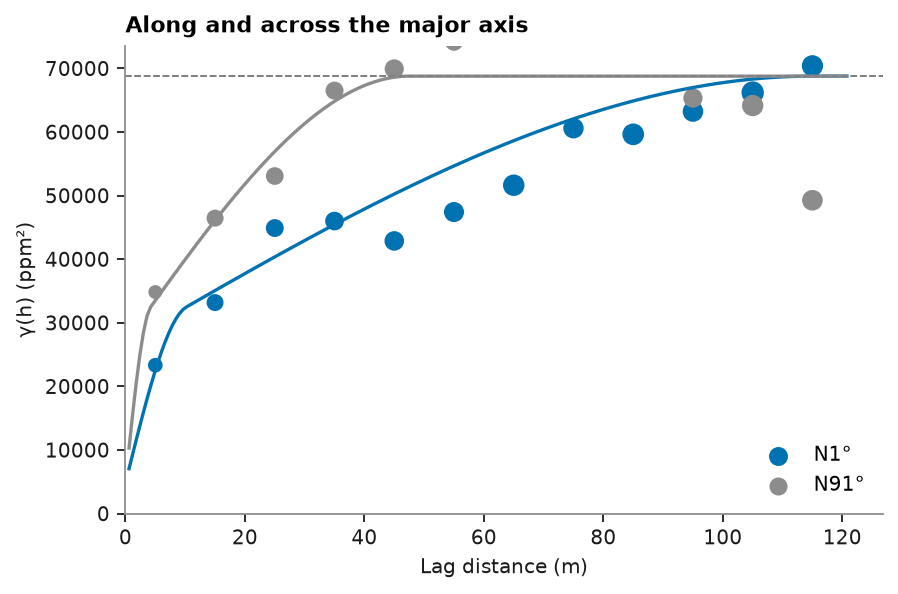 Along and across the major axis
γ(h) (ppm²)
70000
60000
50000
40000
30000
20000
10000
0
0 20 40 60 80 100 120
Lag distance (m)
N1°
N91°